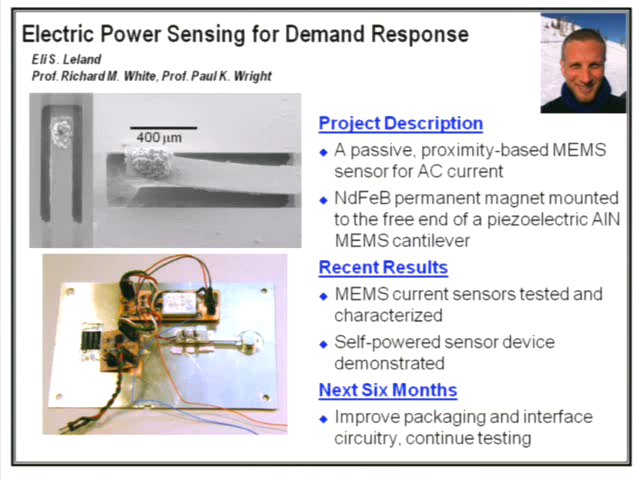 Electric Power Sensing for Demand Response
Eli S. Leland
Prof. Richard M. White, Prof. Paul K. Wright
400 µm
Project Description
A passive, proximity-based MEMS
sensor for AC current
NdFeB permanent magnet mounted
to the free end of a piezoelectric AlN
MEMS cantilever
Recent Results
MEMS current sensors tested and
characterized
Self-powered sensor device
demonstrated
Next Six Months
Improve packaging and interface
circuitry, continue testing